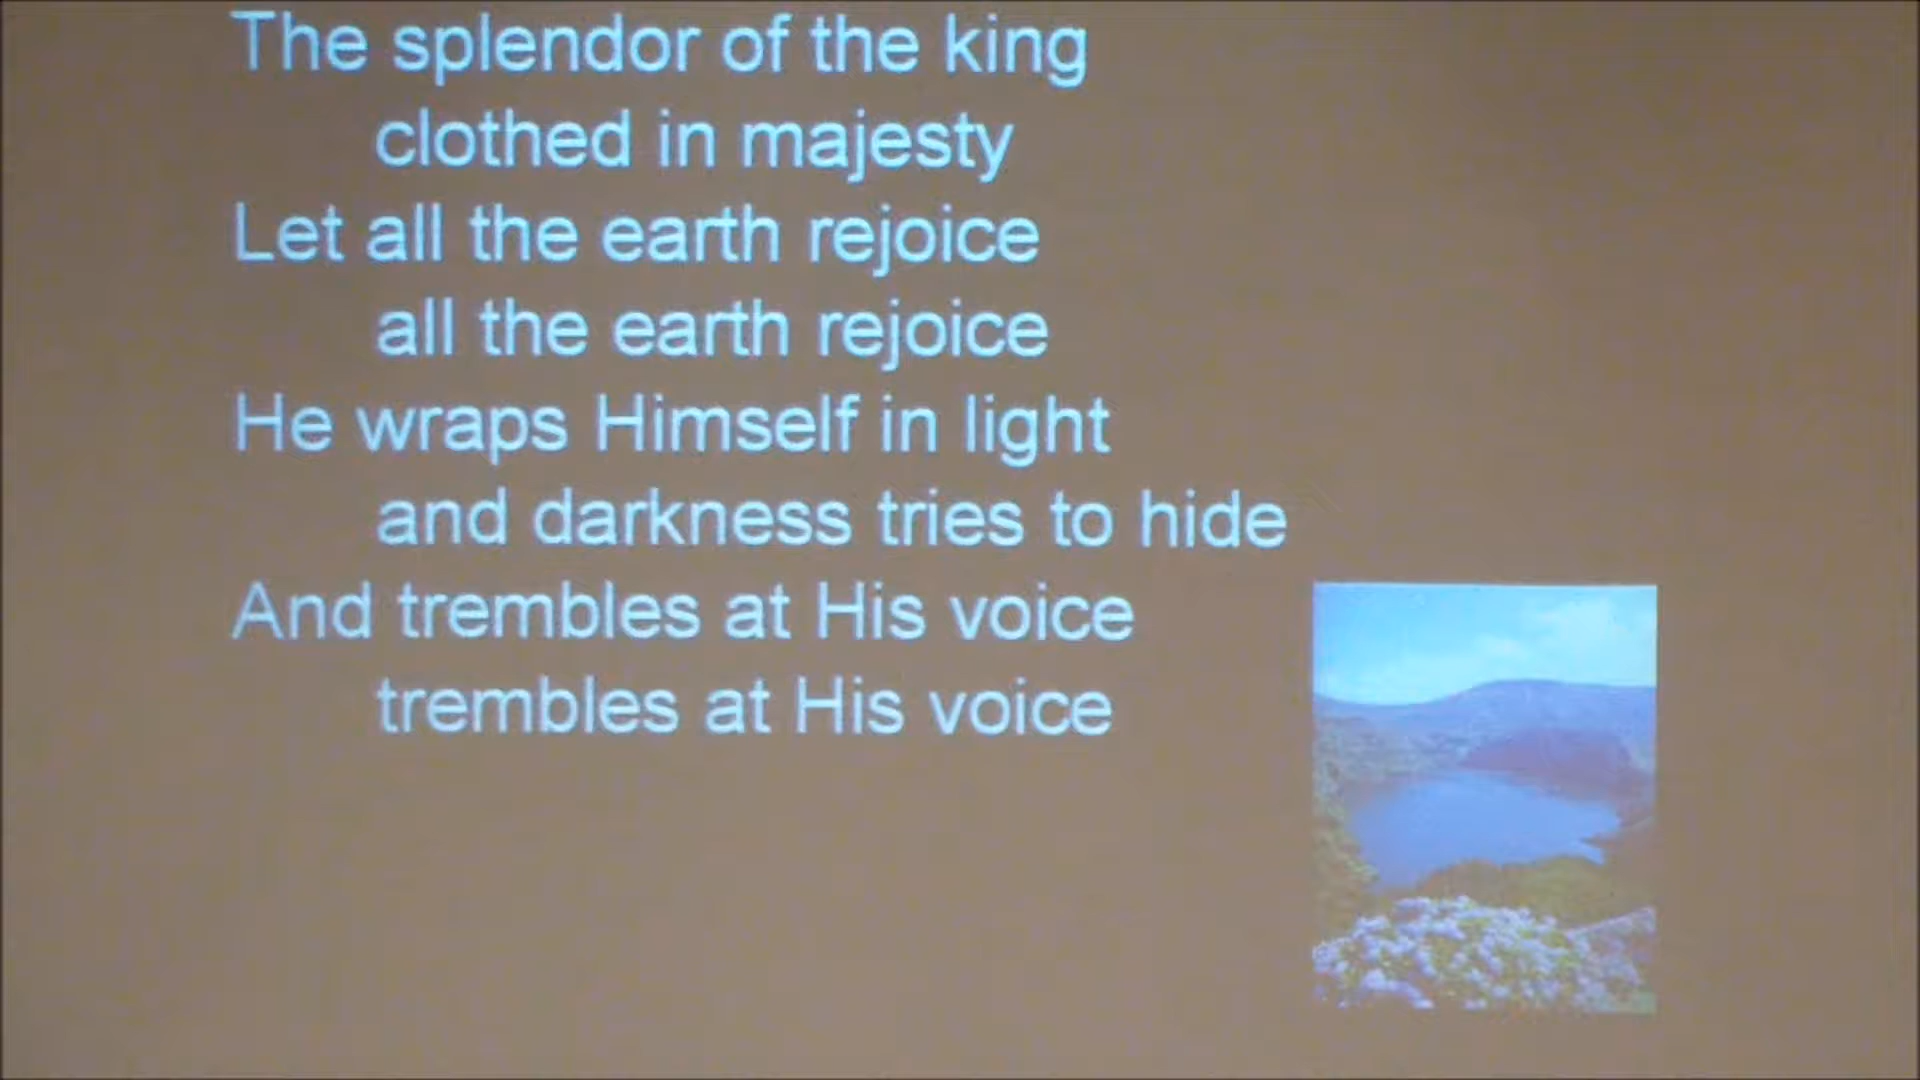 The splendor of the king
clothed in majesty
Let all the earth rejoice
all the earth rejoice
He wraps Himself in light
and darkness tries to hide
And trembles at His voice
trembles at His voice